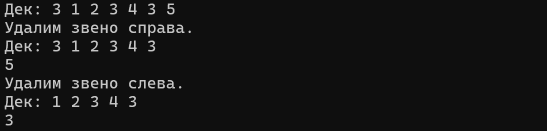 Дек: 3 1 2 3 4 3 5
Удалим звено справа.
Дек: 3 1 2 3 4 3
5
Удалим звено слева.
Дек: 1 2 3 4 3
3